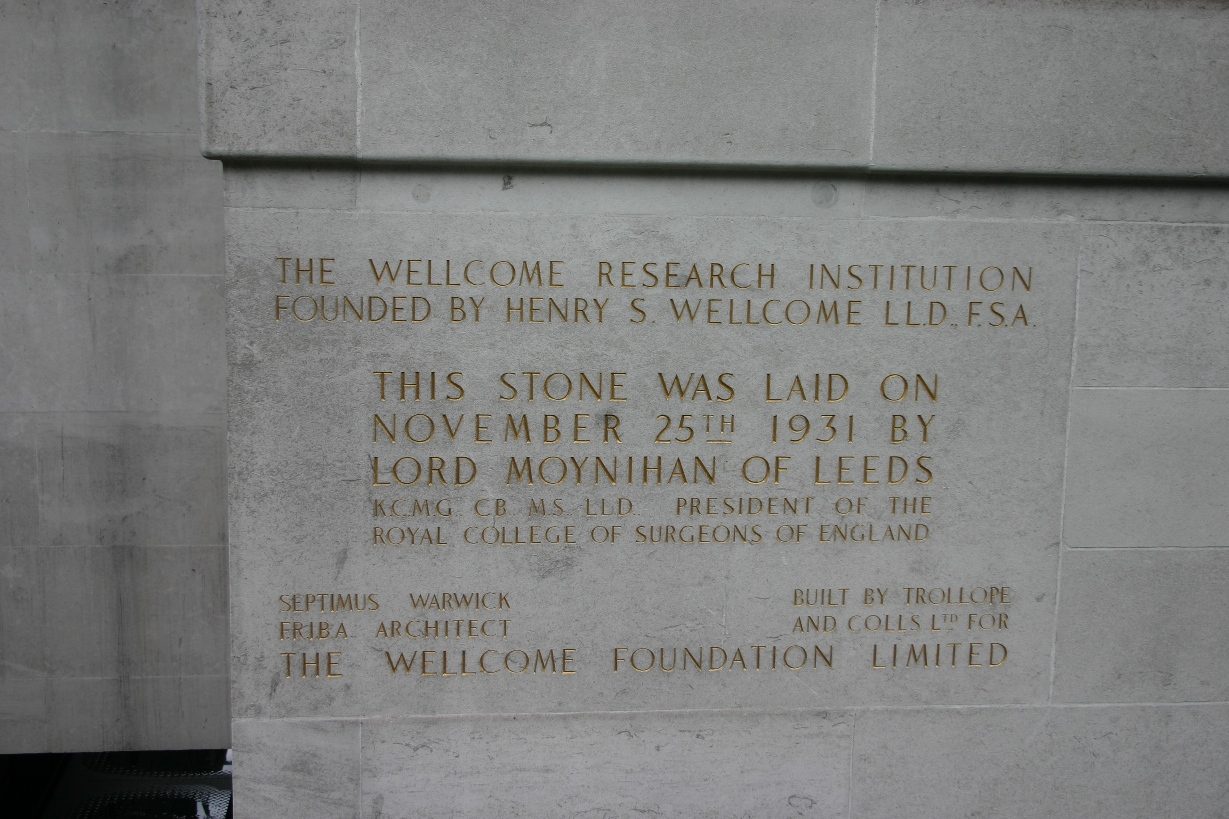 THE WELLCOME RESEARCH INSTITUTION
FOUNDED BY HENRY S. WELLCOME LL.D., F.S.A.
THIS STONE WAS LAID ON
NOVEMBER 25TH 1931 BY
LORD MOYNIHAN OF LEEDS
K.C.M.G. C.B. M.S. LL.D. PRESIDENT OF THE
ROYAL COLLEGE OF SURGEONS OF ENGLAND
SEPTIMUS WARWICK
F.R.I.B.A. ARCHITECT
BUILT BY TROLLOPE
AND COLLS LTD FOR
THE WELLCOME FOUNDATION LIMITED